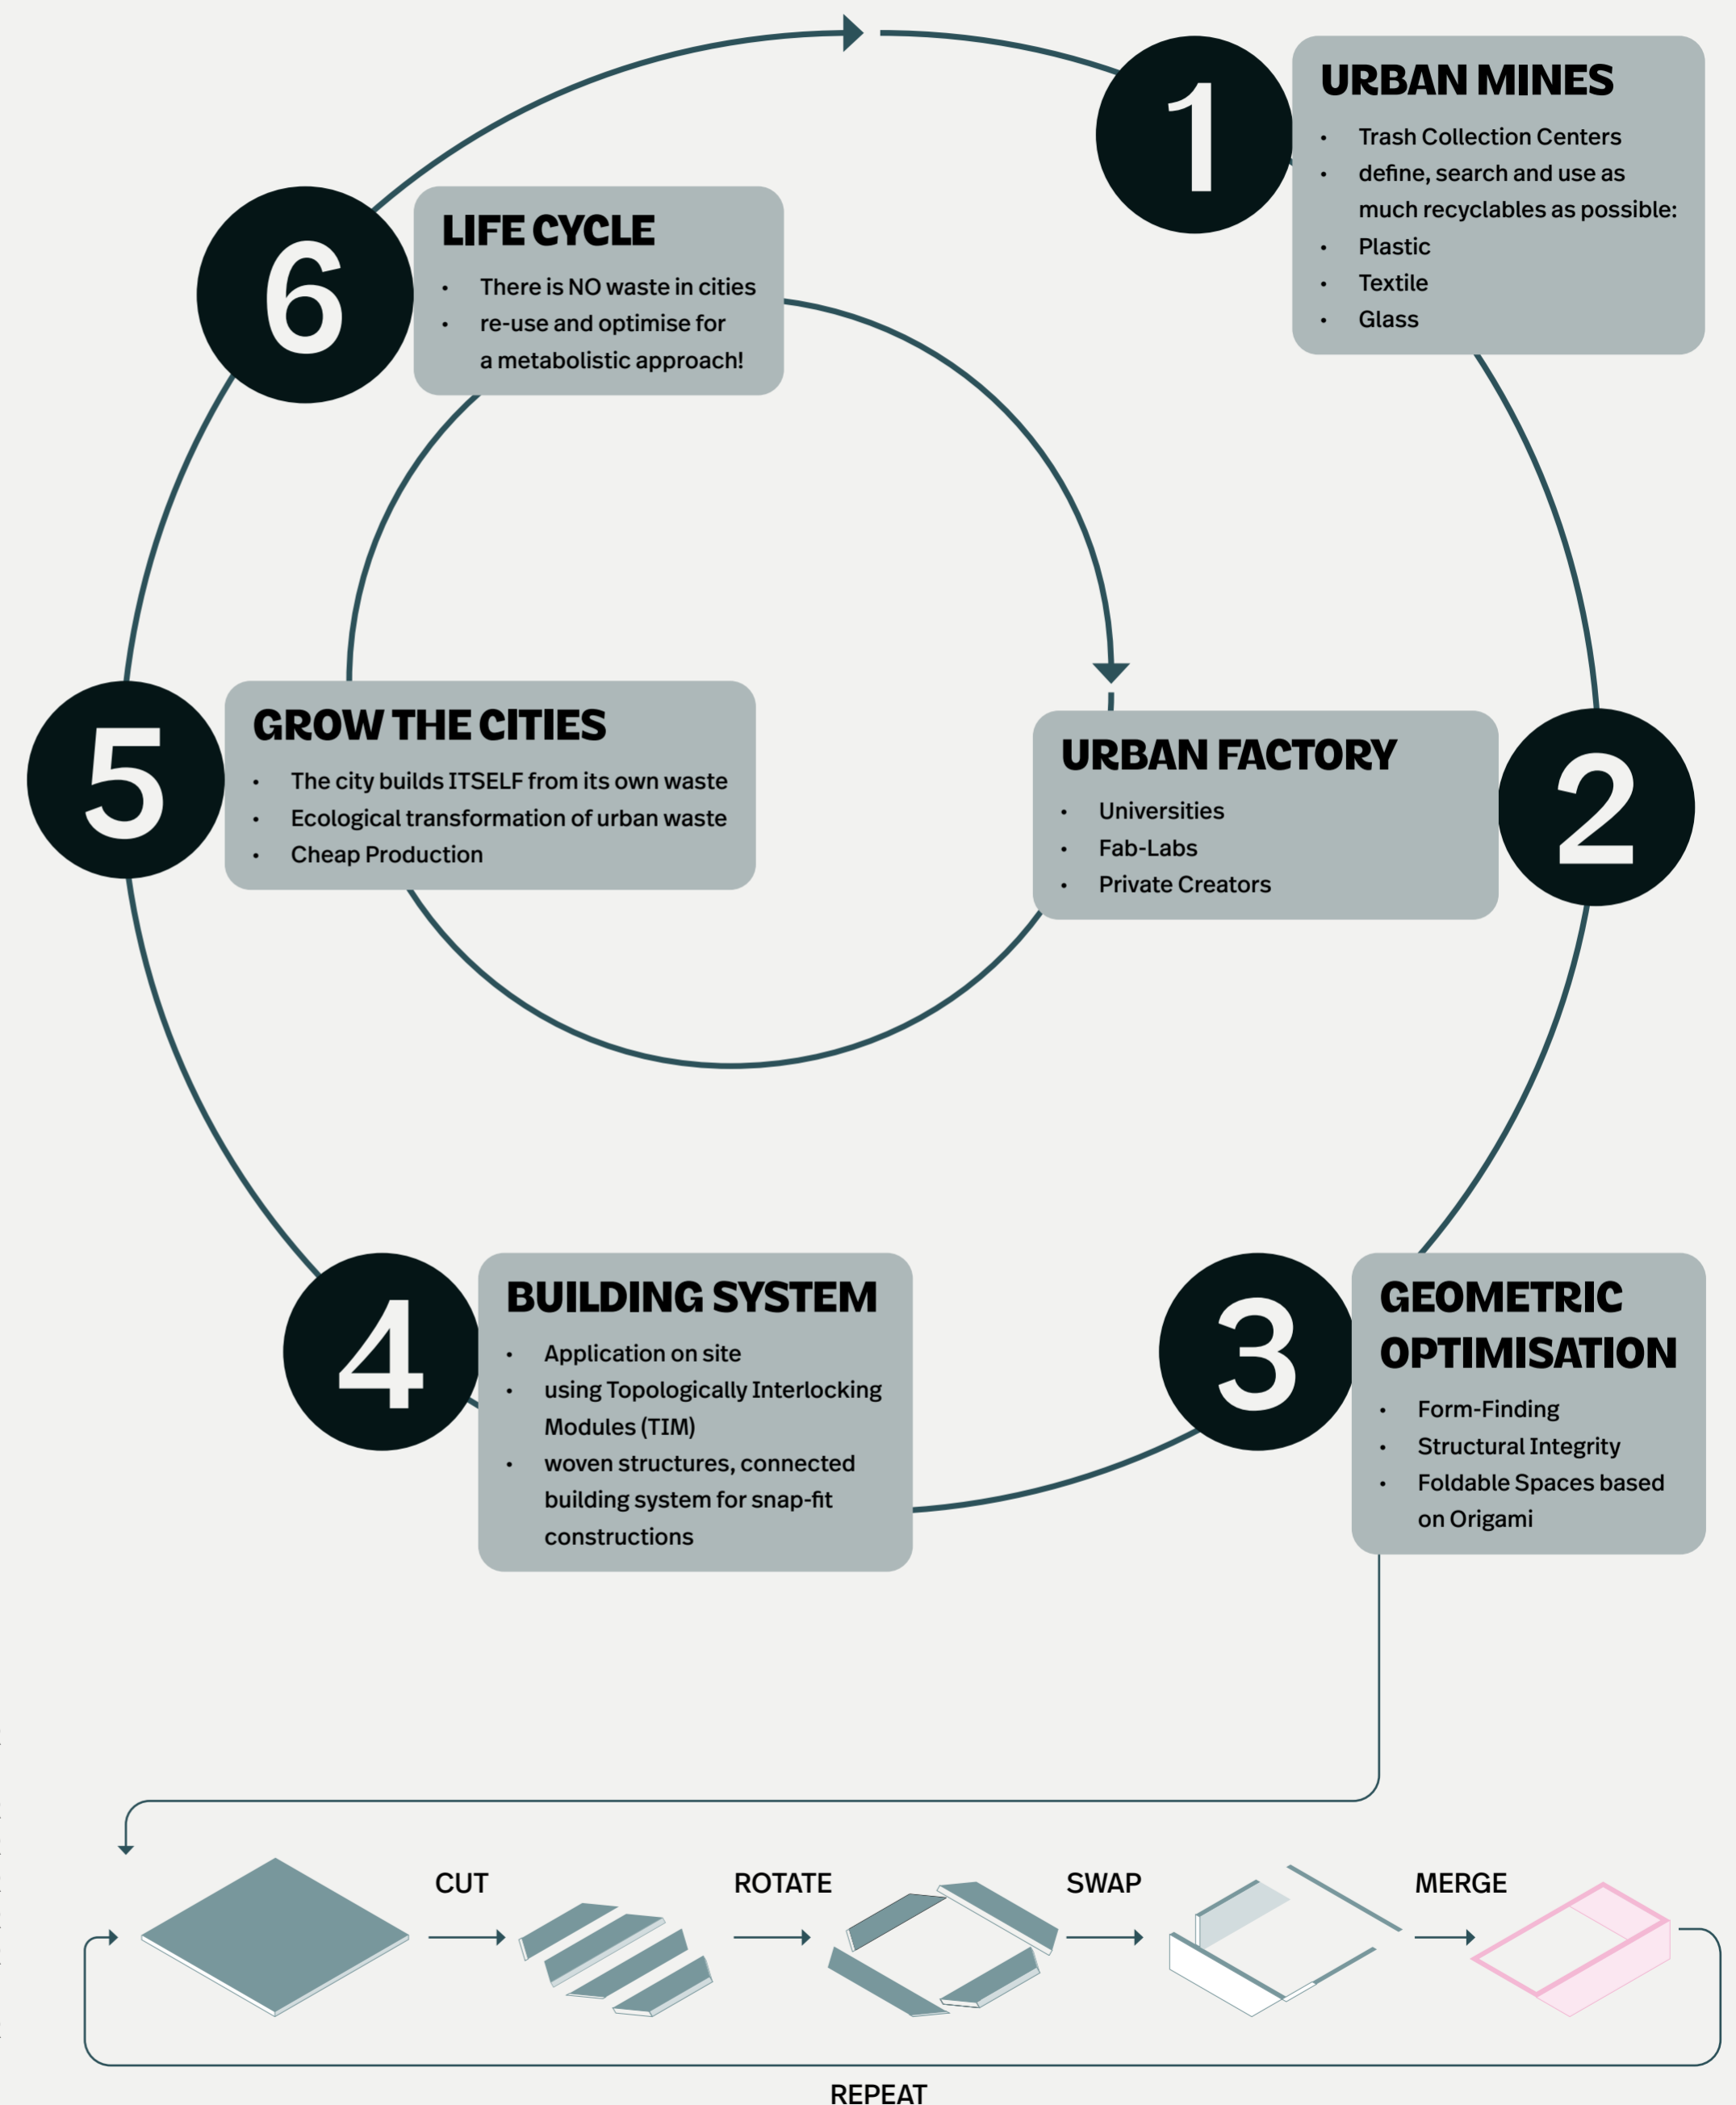 1
URBAN MINES
• Trash Collection Centers
• define, search and use as
much recyclables as possible:
• Plastic
• Textile
• Glass
6
LIFE CYCLE
• There is NO waste in cities
• re-use and optimise for
a metabolistic approach!
5
GROW THE CITIES
• The city builds ITSELF from its own waste
• Ecological transformation of urban waste
• Cheap Production
URBAN FACTORY
• Universities
• Fab-Labs
• Private Creators
2
4
BUILDING SYSTEM
• Application on site
• using Topologically Interlocking
Modules (TIM)
• woven structures, connected
building system for snap-fit
constructions
3
GEOMETRIC
OPTIMISATION
• Form-Finding
• Structural Integrity
• Foldable Spaces based
on Origami
CUT
ROTATE
SWAP
MERGE
REPEAT